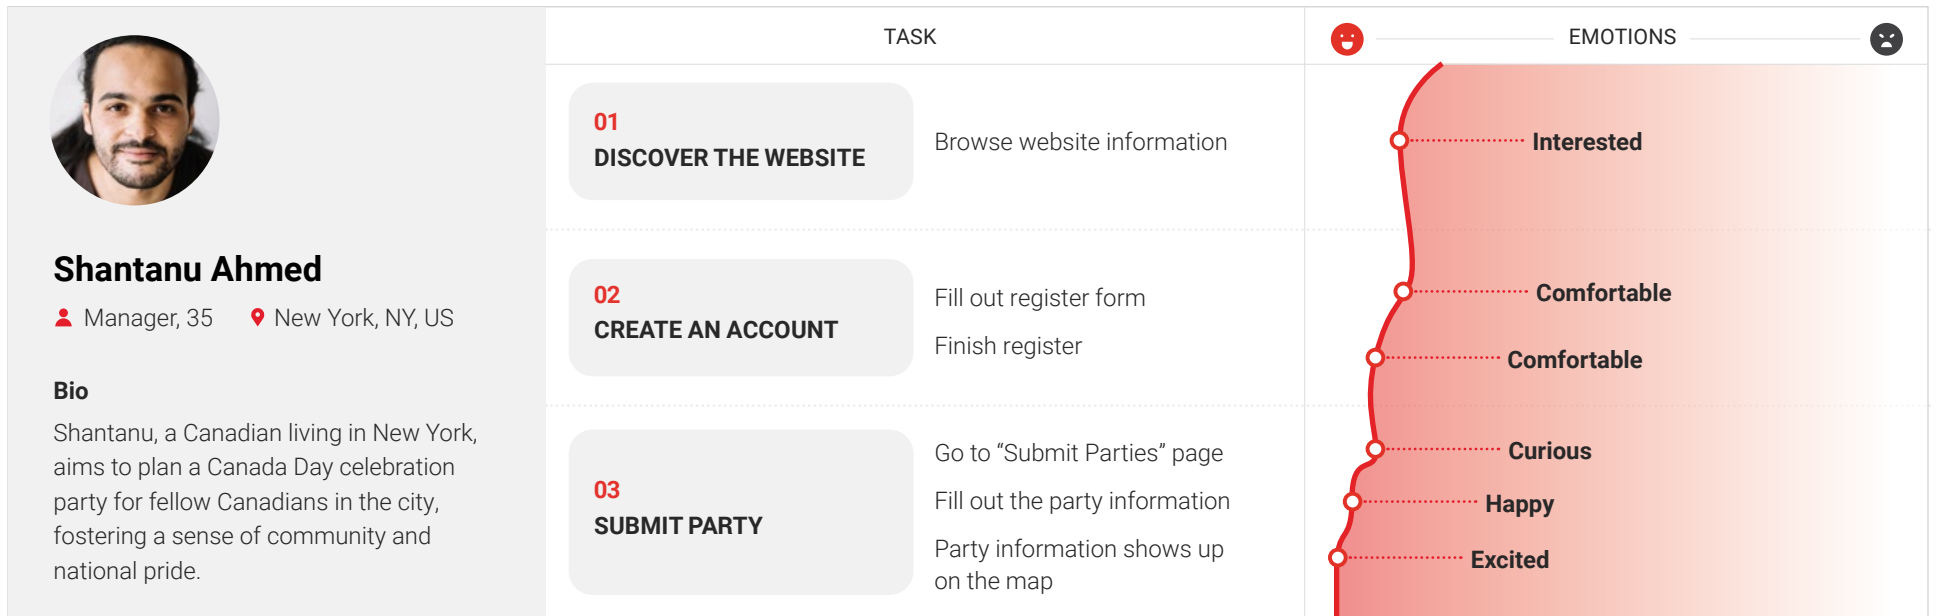 Shantanu Ahmed
Manager, 35
New York, NY, US
Bio
Shantanu, a Canadian living in New York,
aims to plan a Canada Day celebration
party for fellow Canadians in the city,
fostering a sense of community and
national pride.
TASK
EMOTIONS
01
DISCOVER THE WEBSITE
Browse website information
Interested
02
CREATE AN ACCOUNT
Fill out register form
Finish register
Comfortable
Comfortable
03
SUBMIT PARTY
Go to “Submit Parties” page
Fill out the party information
Party information shows up
on the map
Curious
Happy
Excited